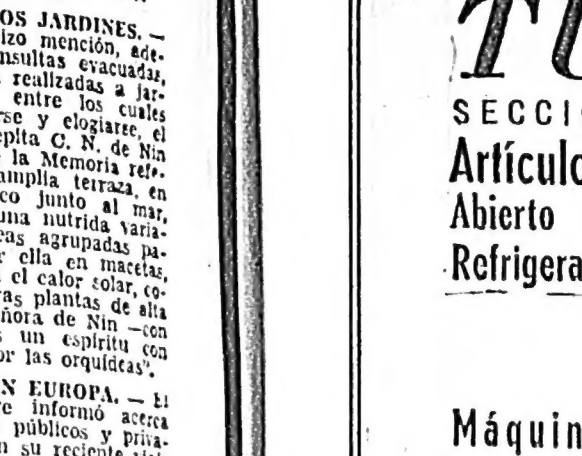 OS JARDINES. —
izo mención, ade-
nsultas evacuadas,
realizadas a jar-
entre los cuales
rse y elogiarse, el
epita C. N. de Nin
la Memoria refe-
amplia terraza, en
co junto al mar,
una nutrida varia-
eas agrupadas pa-
r ella en macetas,
el calor solar, co-
ras plantas de alta
ñora de Nin —con
s un espíritu con
or las orquídeas".
N EUROPA. — El
e informó acerca
públicos y priva-
n su reciente
TU
SECCI
Artículo
Abierto
Refrigera
Máquin